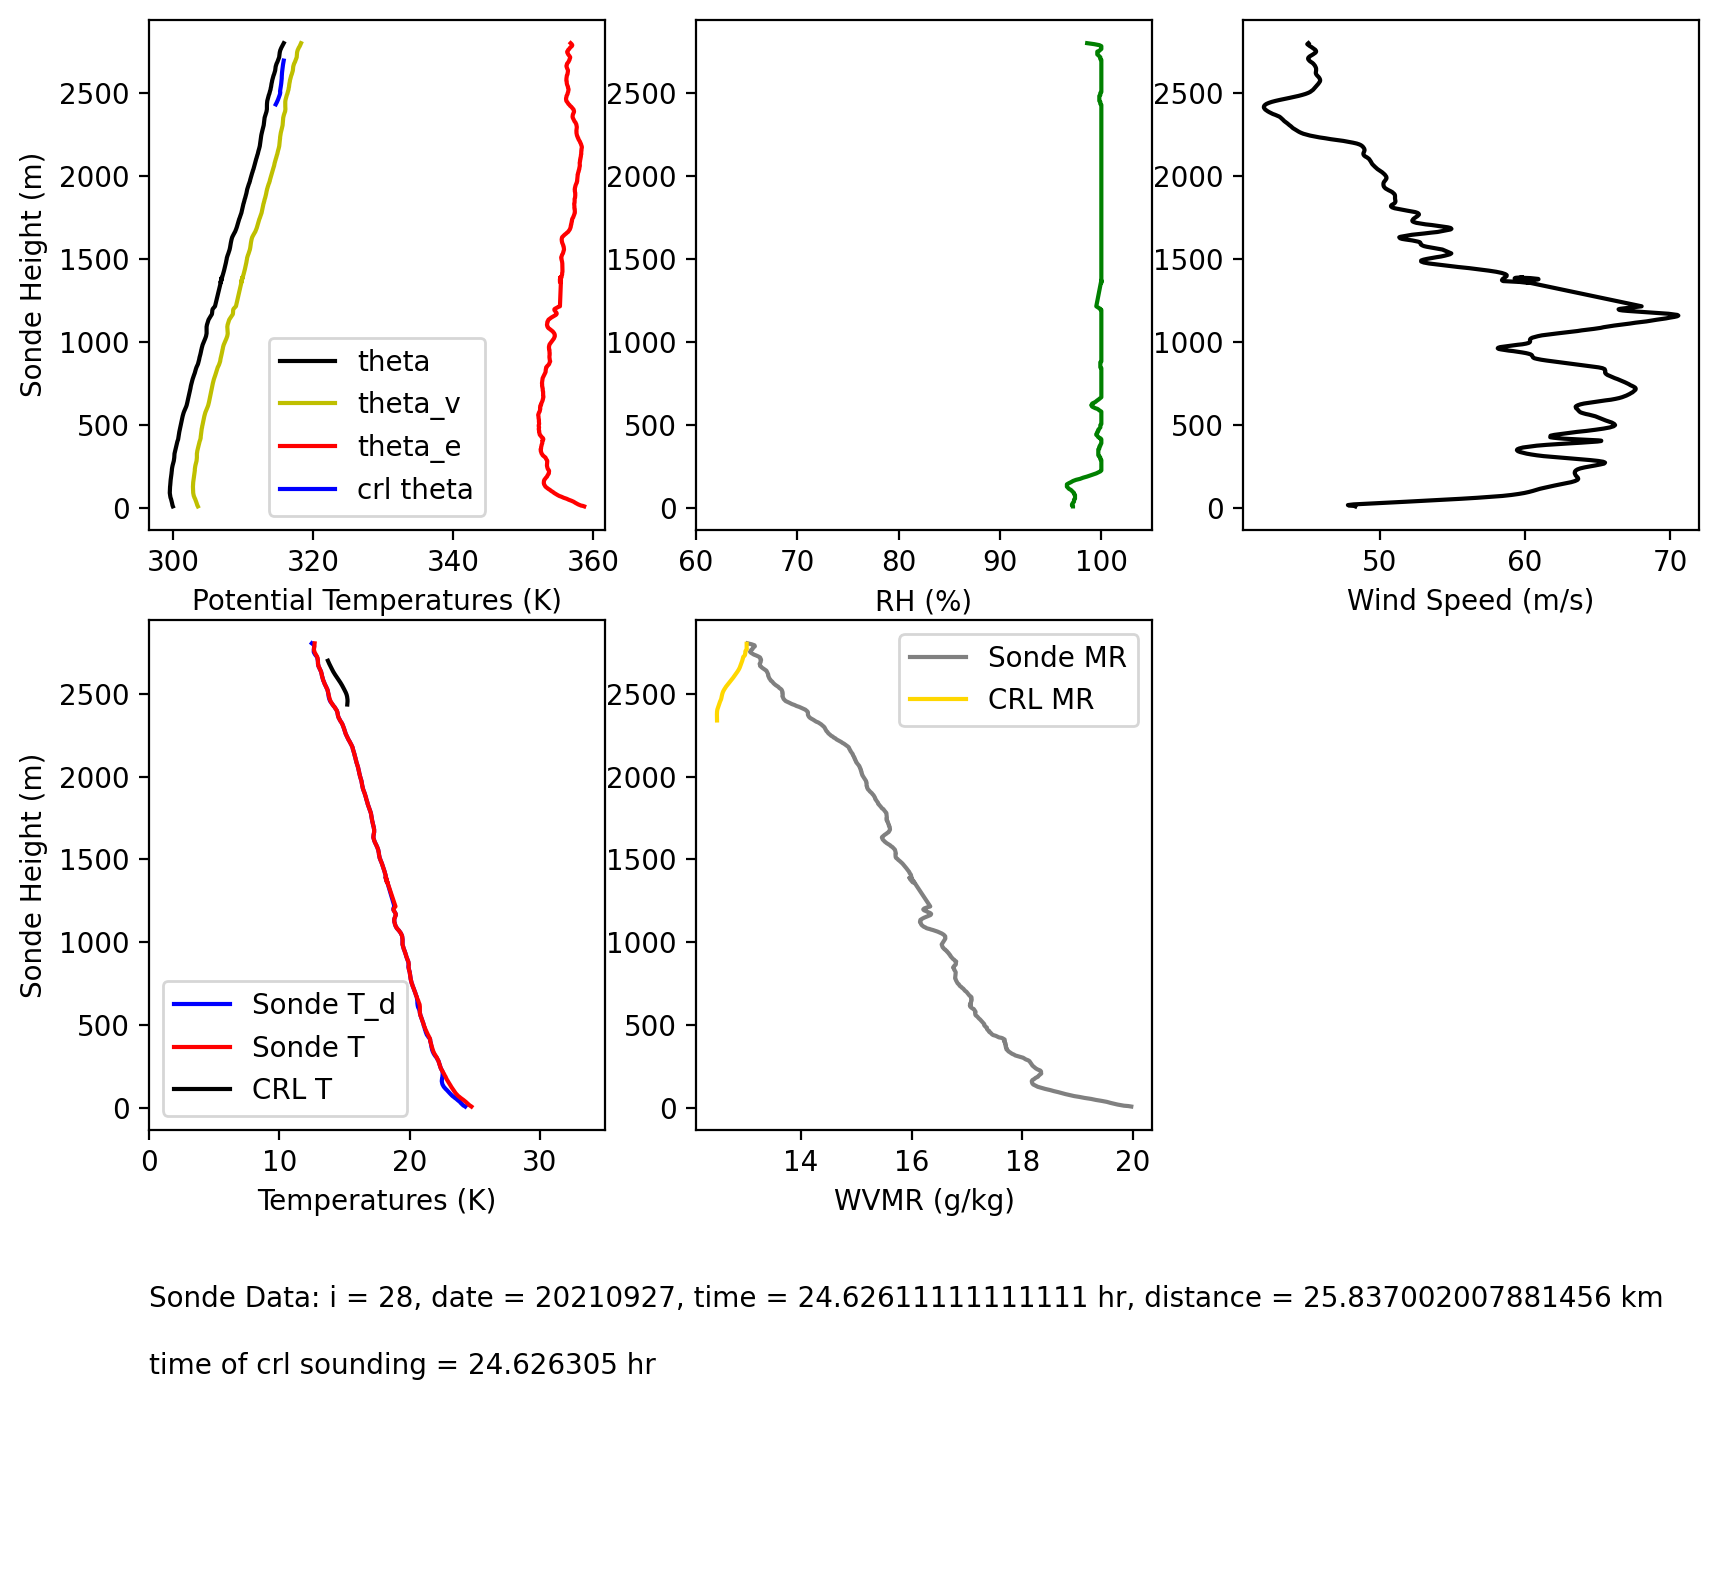 Sonde Height (m)
2500
2000
1500
1000
500
0
theta
theta_v
theta_e
crl theta
300 320 340 360
Potential Temperatures (K)
2500
2000
1500
1000
500
0
60 70 80 90 100
RH (%)
2500
2000
1500
1000
500
0
50 60 70
Wind Speed (m/s)
Sonde Height (m)
2500
2000
1500
1000
500
0
Sonde T_d
Sonde T
CRL T
0 10 20 30
Temperatures (K)
2500
2000
1500
1000
500
0
Sonde MR
CRL MR
14 16 18 20
WVMR (g/kg)
Sonde Data: i = 28, date = 20210927, time = 24.62611111111111 hr, distance = 25.837002007881456 km
time of crl sounding = 24.626305 hr